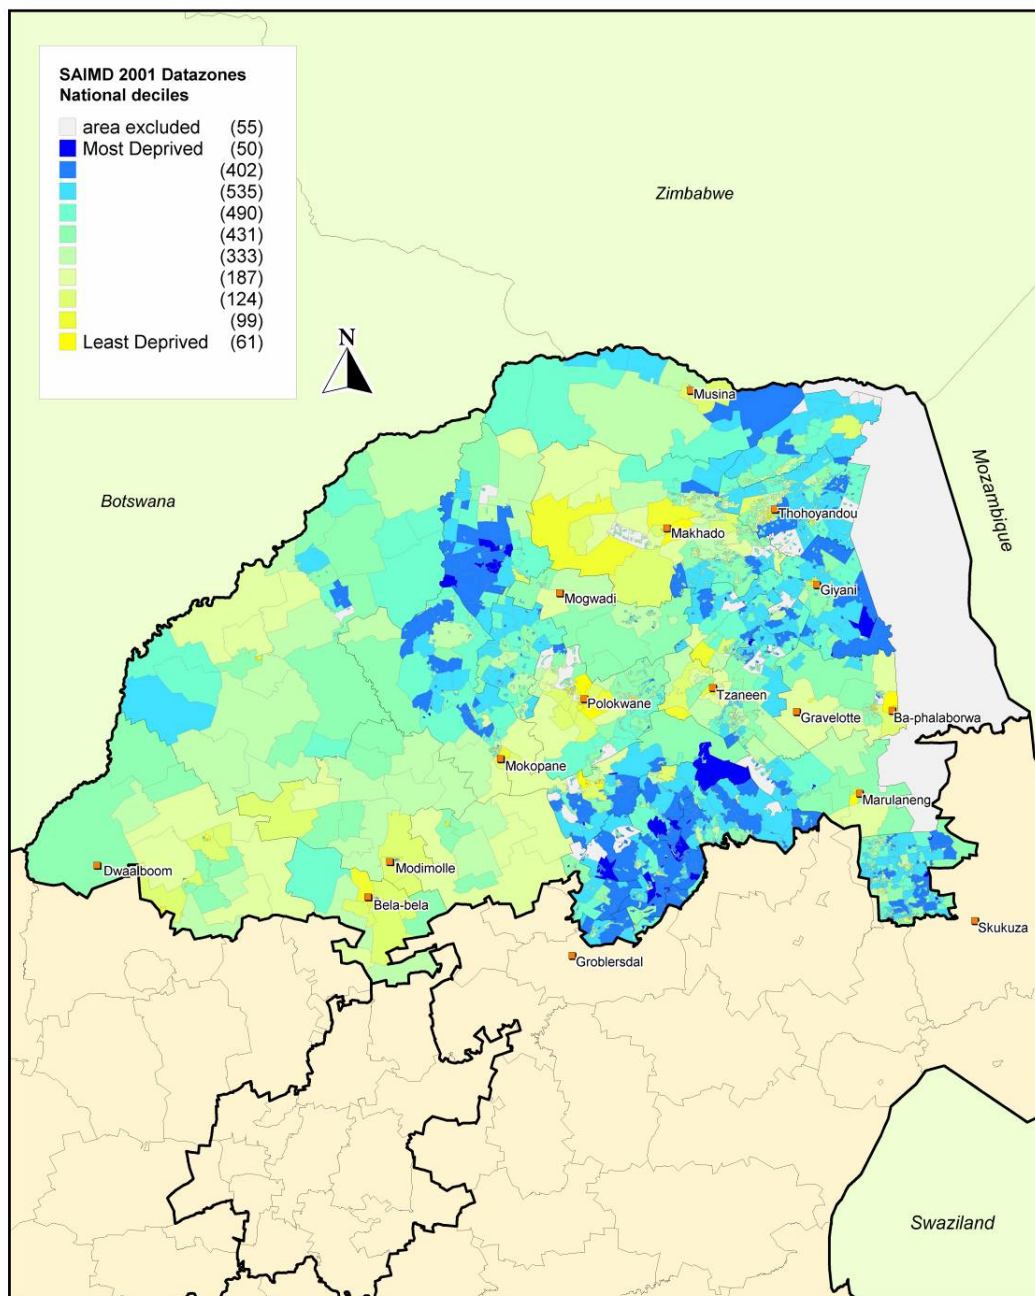 SAIMD 2001 Datazones
National deciles
area excluded (55)
Most Deprived (50)
(402)
(535)
(490)
(431)
(333)
(187)
(124)
(99)
Least Deprived (61)
N
Zimbabwe
Botswana
Mozambique
Musina
Thohoyandou
Makhado
Giyani
Mogwadi
Tzaneen
Polokwane
Gravelotte
Ba-phalaborwa
Mokopane
Marulaneng
Dwaalboom
Modimolle
Bela-bela
Skukuza
Groblersdal
Swaziland